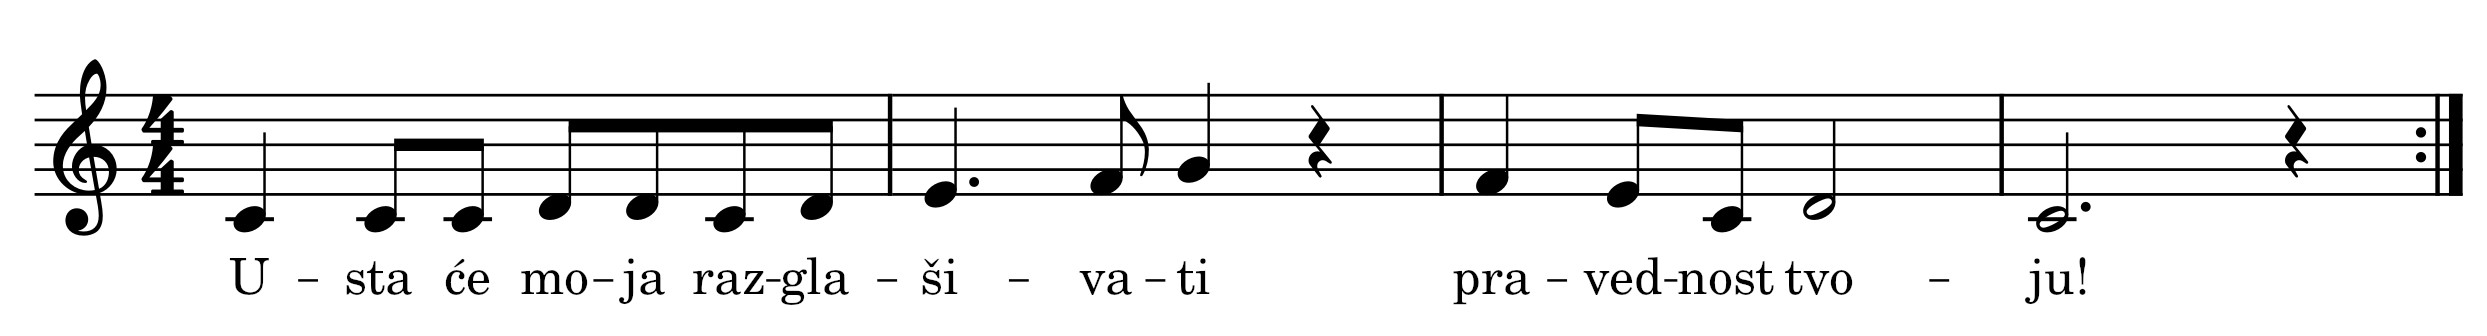 U – sta će mo–ja raz-gla – ši – va – ti pra – ved-nost tvo – ju!